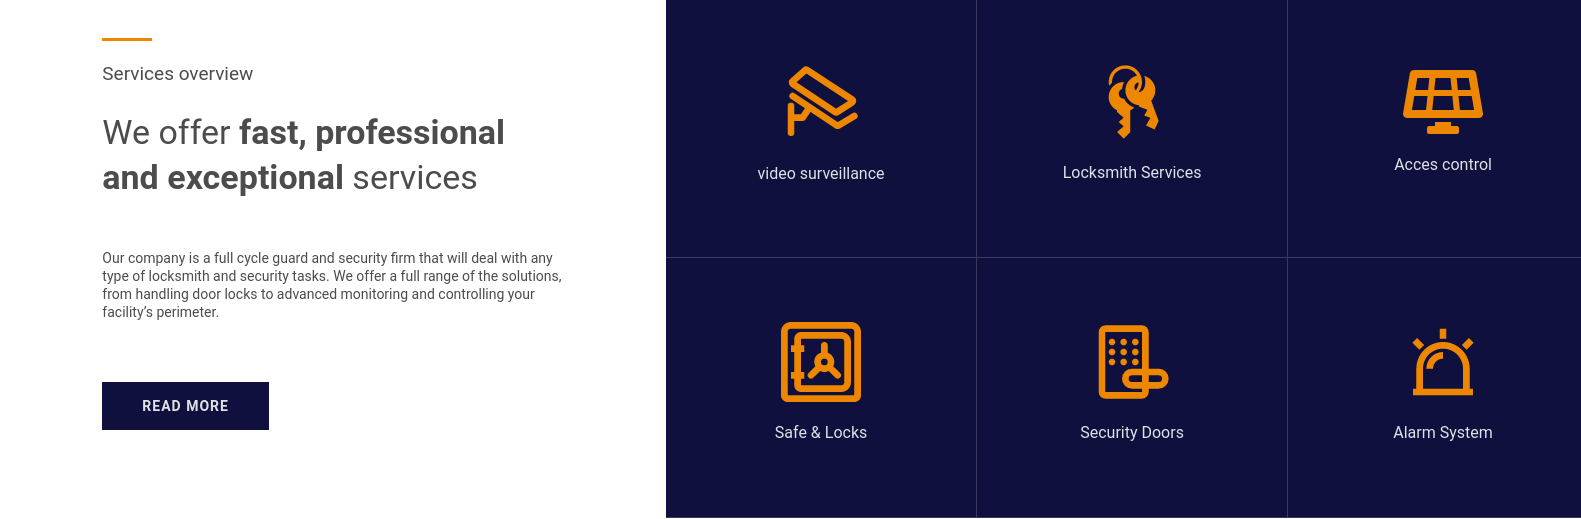 Services overview
We offer fast, professional
and exceptional services
Our company is a full cycle guard and security firm that will deal with any
type of locksmith and security tasks. We offer a full range of the solutions,
from handling door locks to advanced monitoring and controlling your
facility’s perimeter.
READ MORE
video surveillance
Locksmith Services
Acces control
Safe & Locks
Security Doors
Alarm System